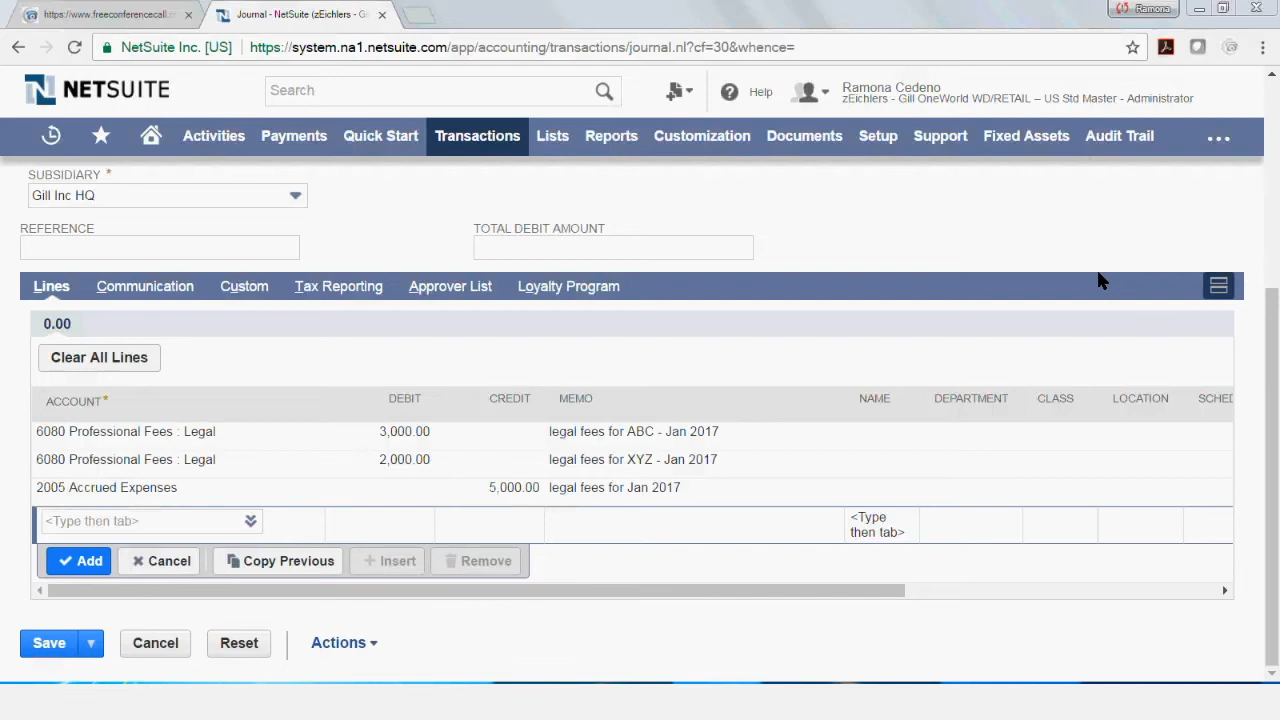 https://www.freeconferencecall.c
Journal - NetSuite (zEichlers - Gi
Ramona
NetSuite Inc. [US]
https://system.na1.netsuite.com/app/accounting/transactions/journal.nl?cf=30&whence=
NETSUITE
Search
Help
Ramona Cedeno
zEichlers - Gill OneWorld WD/RETAIL – US Std Master - Administrator
Activities Payments Quick Start Transactions Lists Reports Customization Documents Setup Support Fixed Assets Audit Trail
SUBSIDIARY *
Gill Inc HQ
REFERENCE TOTAL DEBIT AMOUNT
Lines Communication Custom Tax Reporting Approver List Loyalty Program
0.00
Clear All Lines
ACCOUNT* DEBIT CREDIT MEMO NAME DEPARTMENT CLASS LOCATION SCHED
6080 Professional Fees : Legal 3,000.00 legal fees for ABC - Jan 2017
6080 Professional Fees : Legal 2,000.00 legal fees for XYZ - Jan 2017
2005 Accrued Expenses 5,000.00 legal fees for Jan 2017
<Type then tab> <Type
then tab>
Add Cancel Copy Previous Insert Remove
Save Cancel Reset Actions